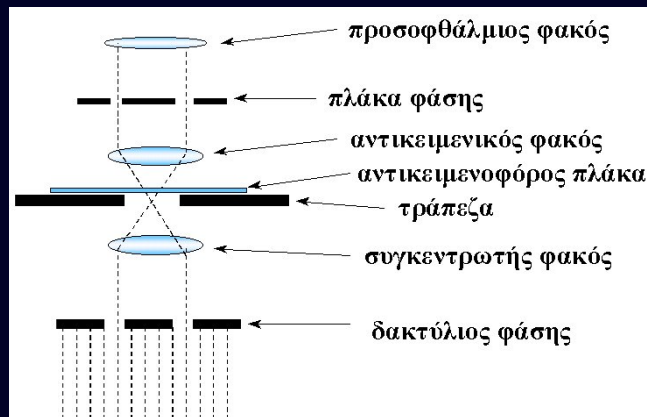 προσοφθάλμιος φακός
πλάκα φάσης
αντικειμενικός φακός
αντικειμενοφόρος πλάκα
τράπεζα
συγκεντρωτής φακός
δακτύλιος φάσης